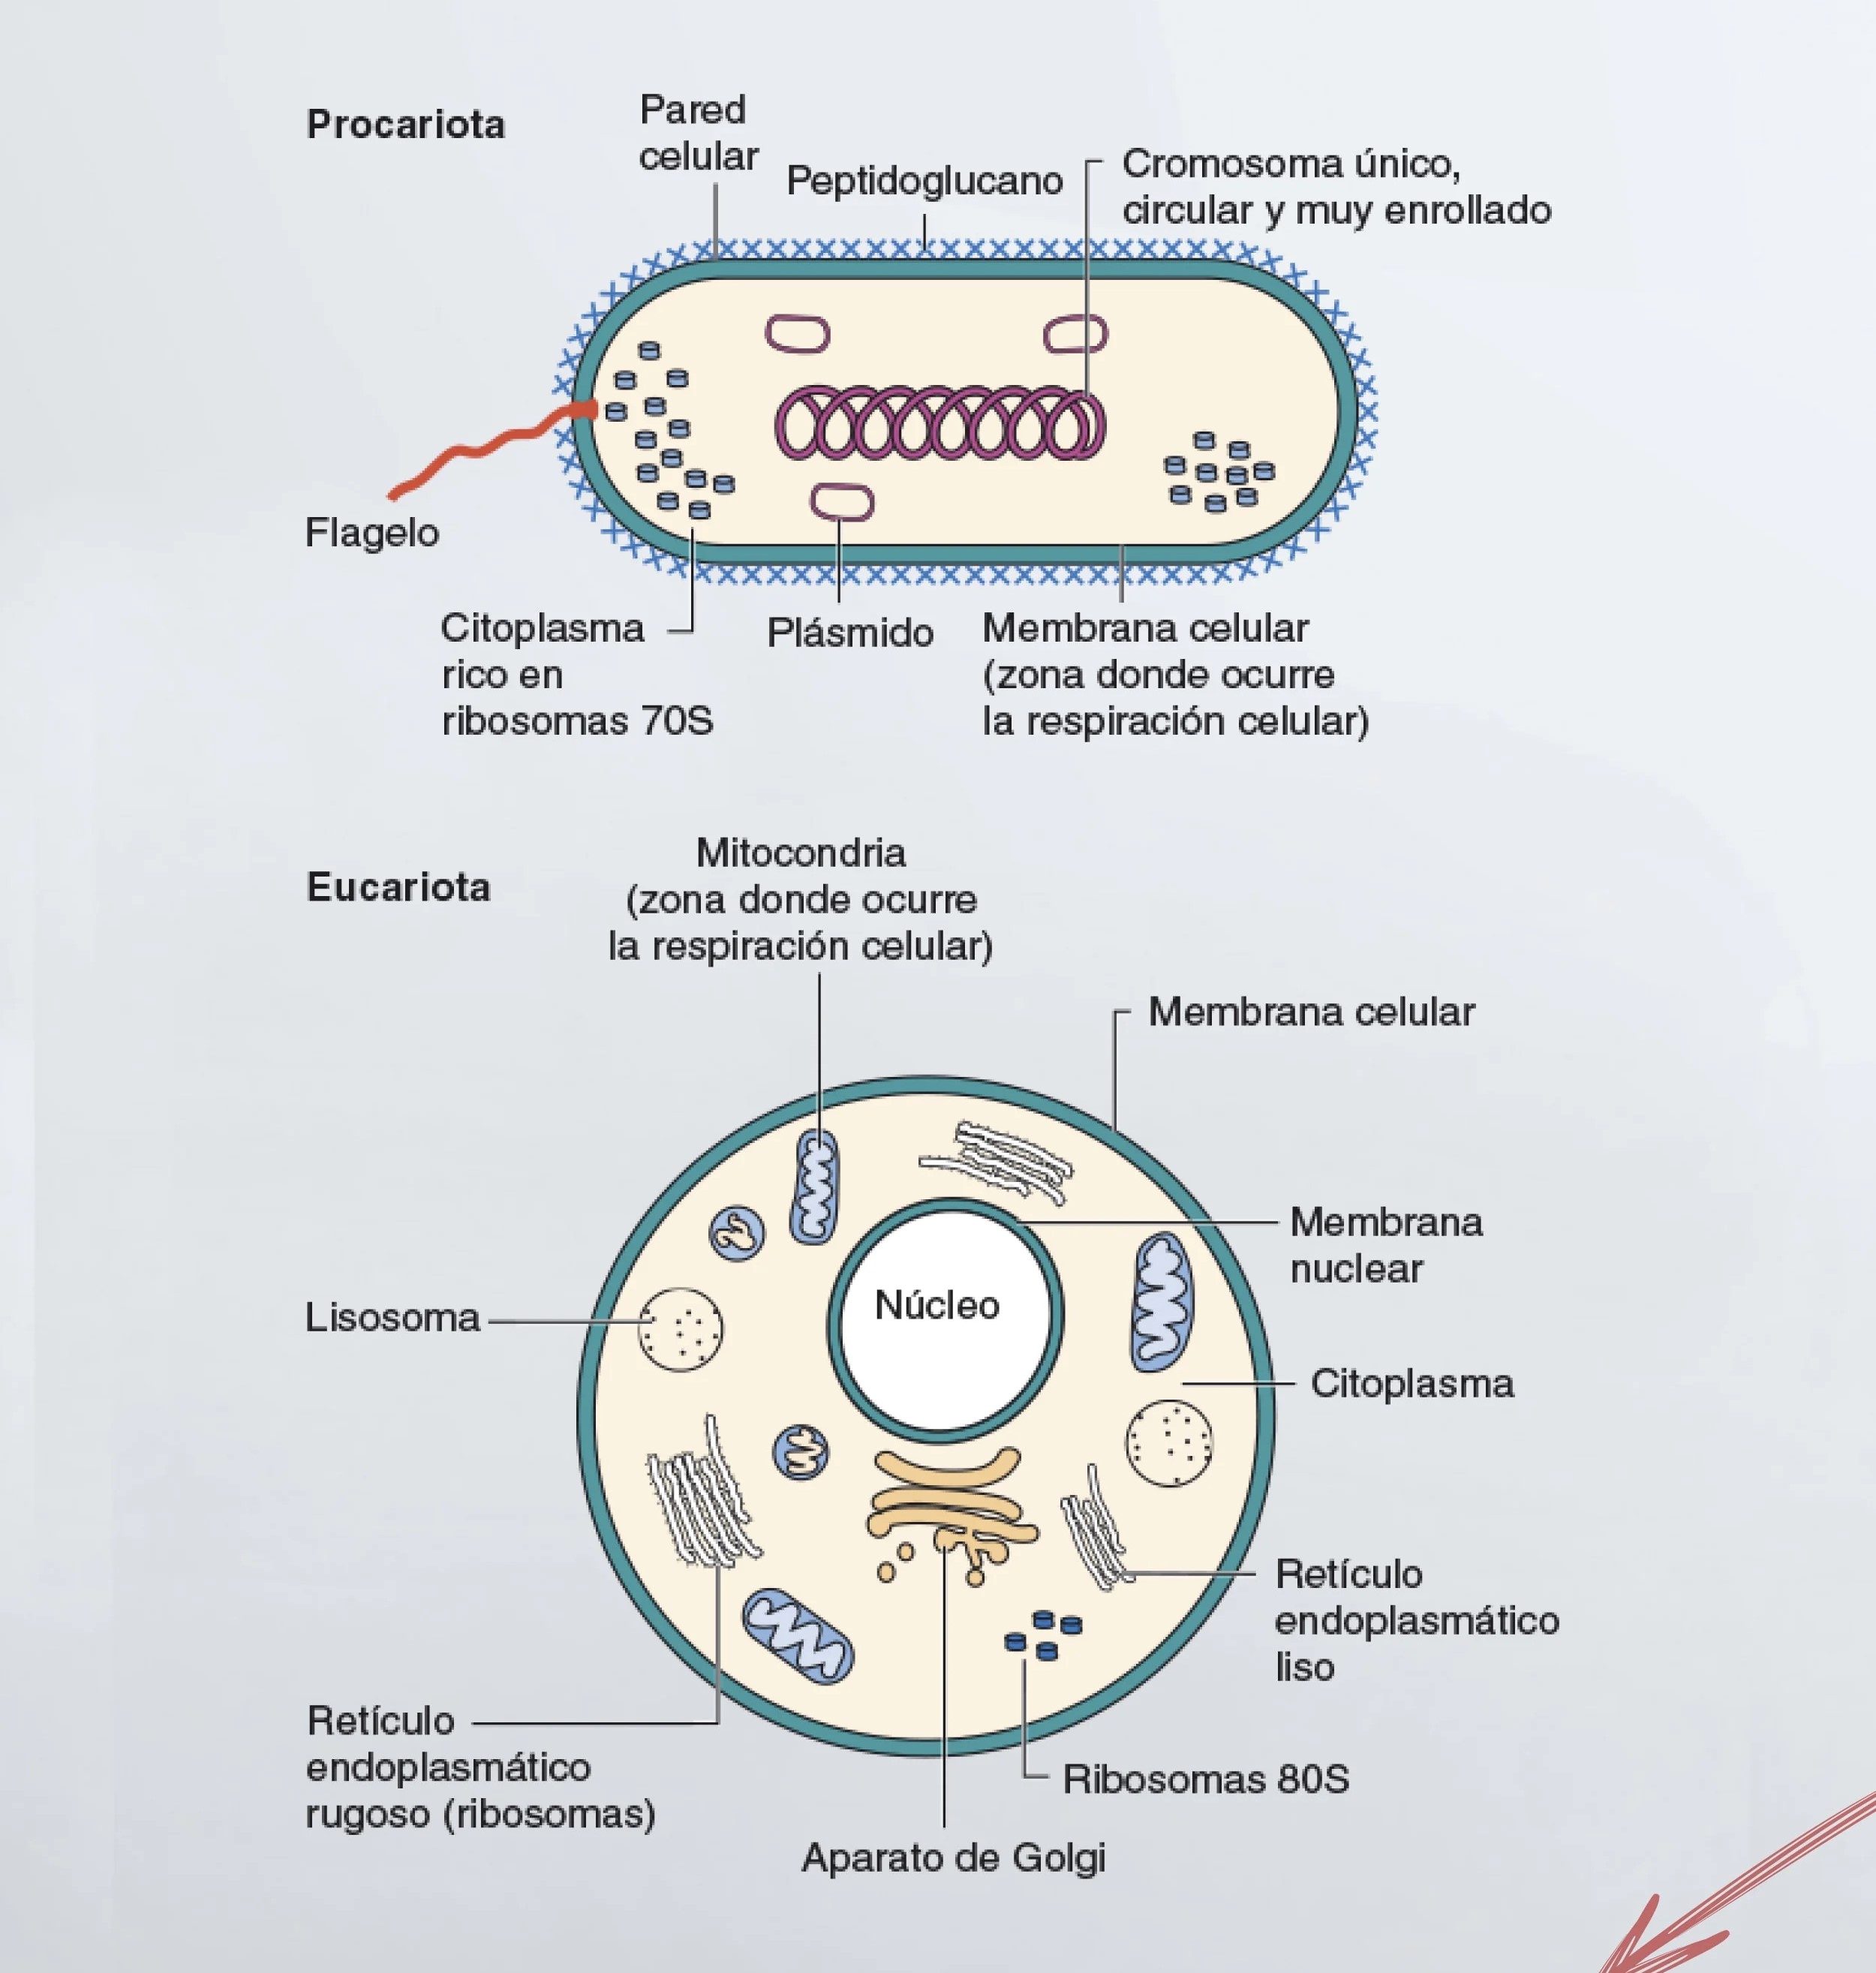 Procariota
Pared
celular
Peptidoglucano
Cromosoma único,
circular y muy enrollado
Flagelo
Citoplasma
rico en
ribosomas 70S
Plásmido
Membrana celular
(zona donde ocurre
la respiración celular)
Eucariota
Mitocondria
(zona donde ocurre
la respiración celular)
Membrana celular
Membrana
nuclear
Núcleo
Lisosoma
Citoplasma
Retículo
endoplasmático
liso
Retículo
endoplasmático
rugoso (ribosomas)
Ribosomas 80S
Aparato de Golgi